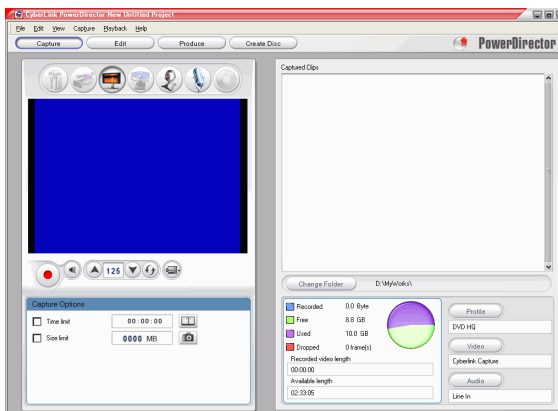 CyberLink PowerDirector New Untitled Project
File Edit View Capture Playback Help
Capture Edit Produce Create Disc
PowerDirector
Captured Clips
125
Change Folder D:\MyWorks\
Capture Options
Time limit 00:00:00
Size limit 0000 MB
Recorded 0.0 Byte
Free 8.8 GB
Used 10.0 GB
Dropped 0 frame(s)
Recorded video length
00:00:00
Available length
02:33:05
Profile
DVD HQ
Video
Cyberlink Capture
Audio
Line In